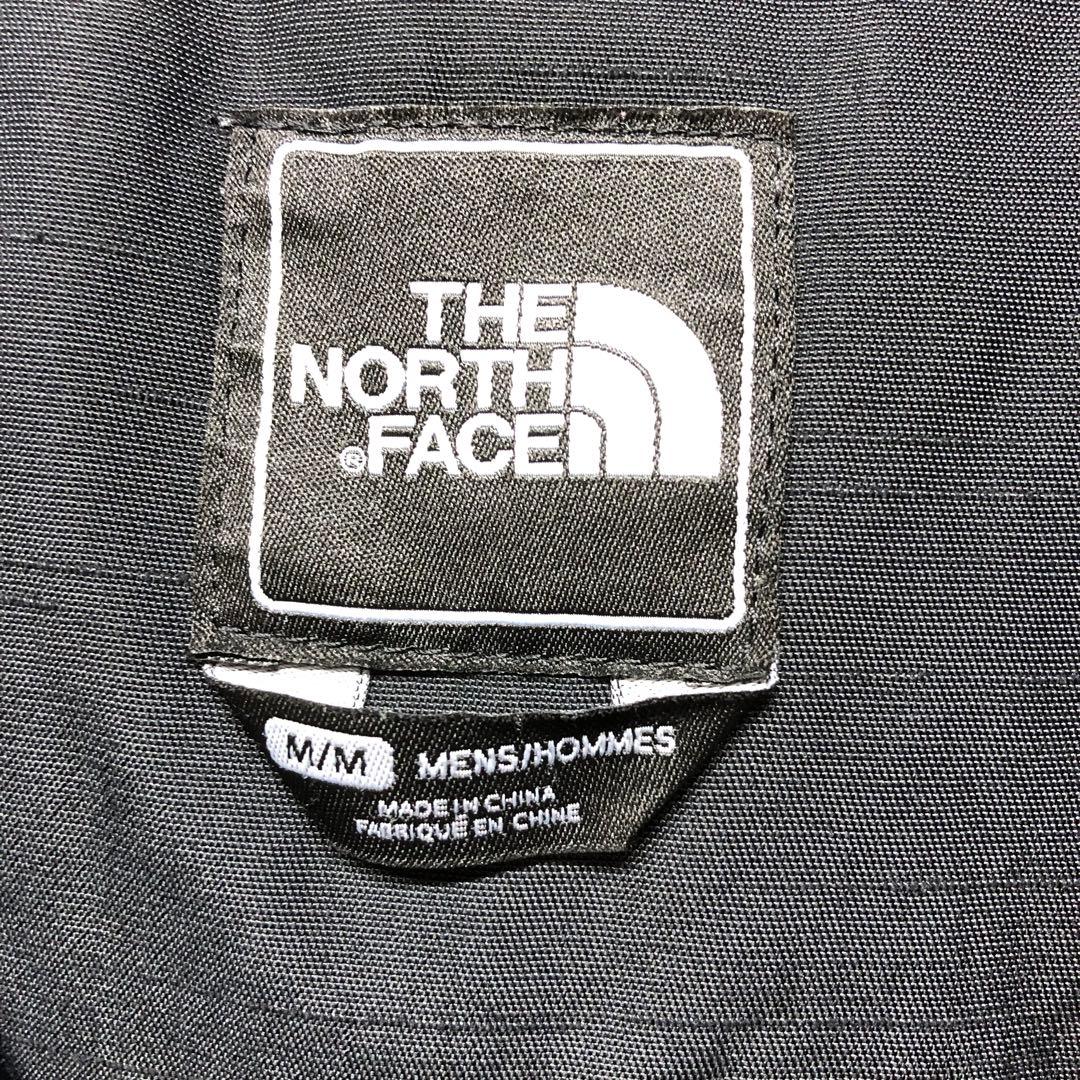 THE
NORTH
®FACE
M/M MENS/HOMMES
MADE IN CHINA
FABRIQUÉ EN CHINE